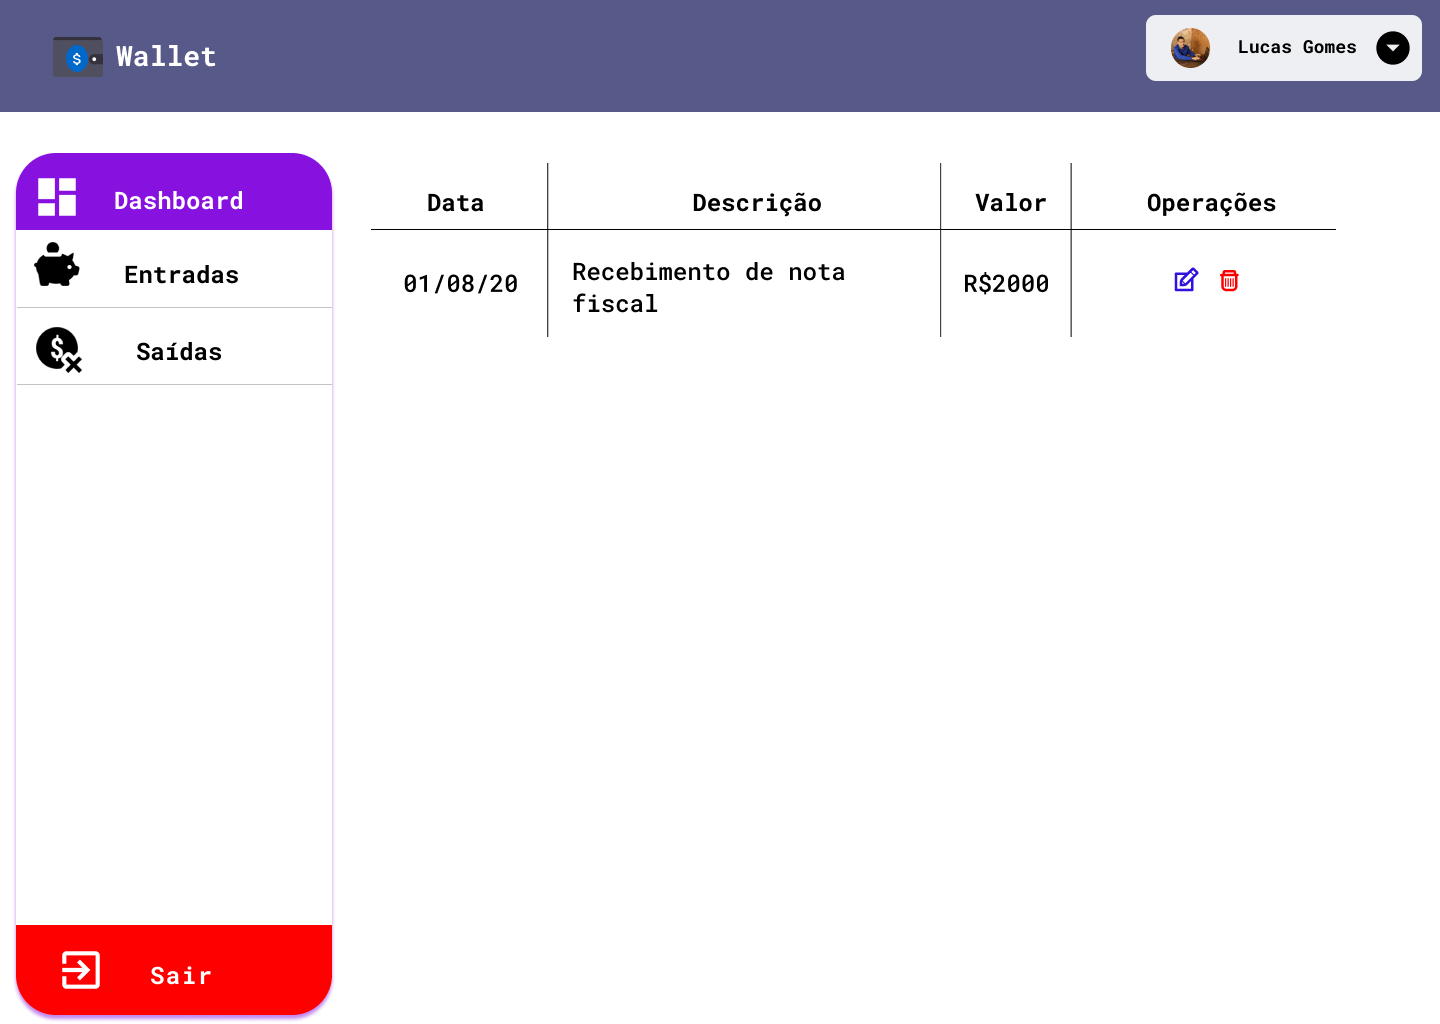 Wallet
Lucas Gomes
Dashboard
Entradas
Saídas
Sair
Data Descrição Valor Operações
01/08/20 Recebimento de nota R$2000
fiscal